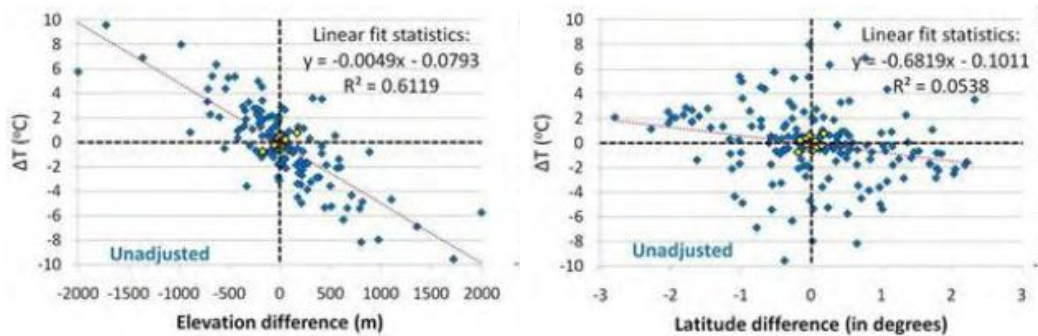 10
8
6
4
2
0
-2
-4
-6
-8
-10
ΔT (°C)
Linear fit statistics:
y = -0.0049x - 0.0793
R² = 0.6119
Unadjusted
-2000 -1500 -1000 -500 0 500 1000 1500 2000
Elevation difference (m)
10
8
6
4
2
0
-2
-4
-6
-8
-10
ΔT (°C)
Linear fit statistics:
y = -0.6819x - 0.1011
R² = 0.0538
Unadjusted
-3 -2 -1 0 1 2 3
Latitude difference (in degrees)